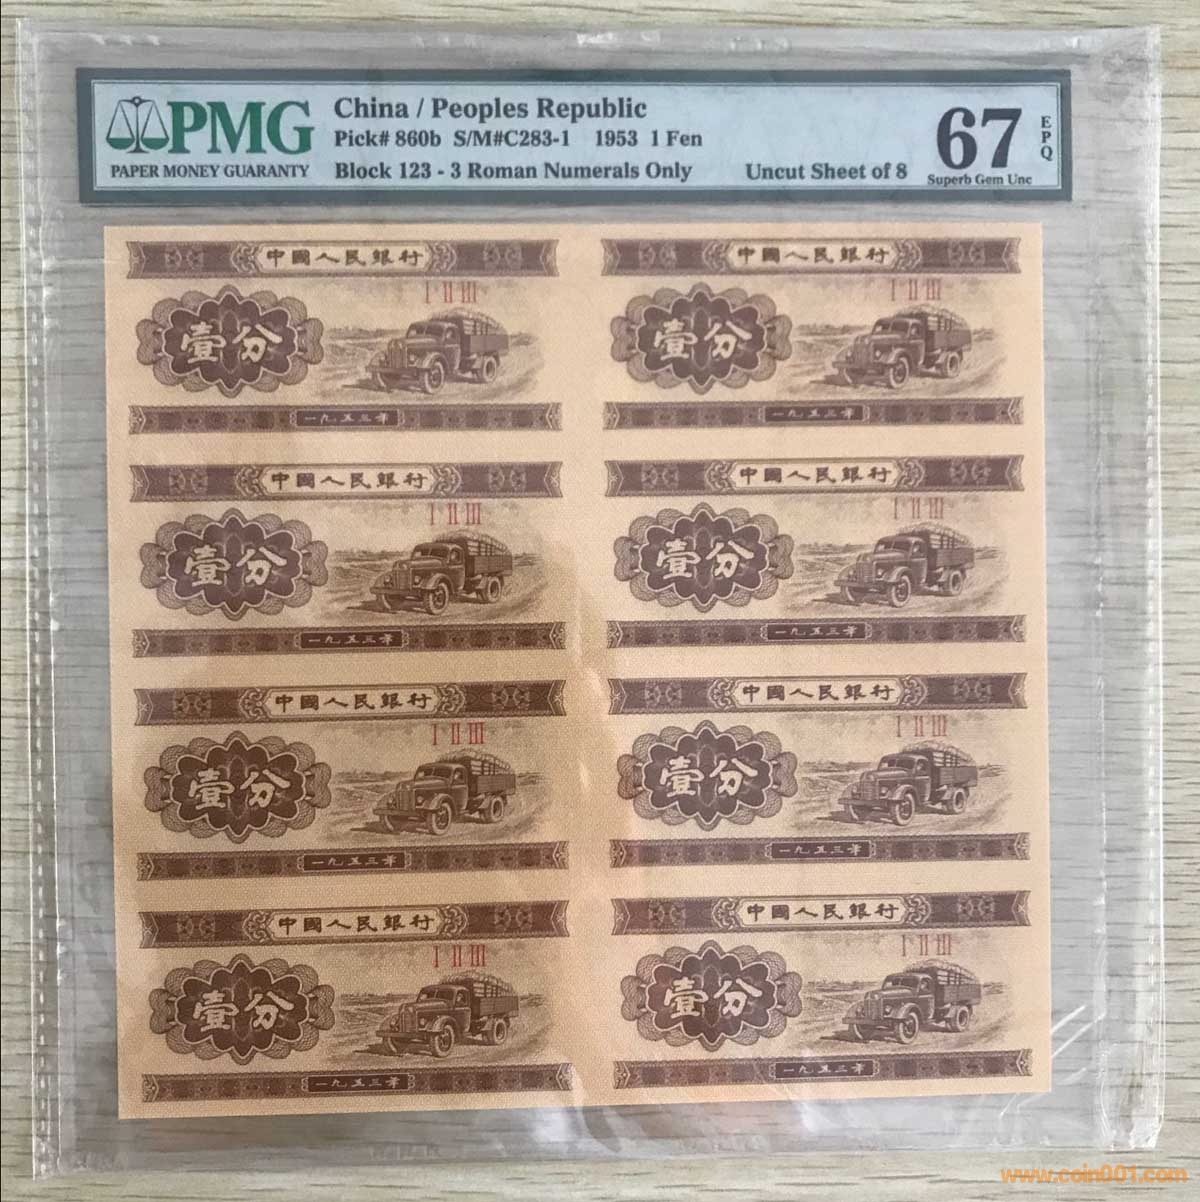 PMG
PAPER MONEY GUARANTY
China / Peoples Republic
Pick# 860b S/M#C283-1 1953 1 Fen
Block 123 - 3 Roman Numerals Only
Uncut Sheet of 8
67
EPQ
Superb Gem Unc
中國人民銀行
I II III
壹分
一九五三年
中國人民銀行
I II III
壹分
一九五三年
中國人民銀行
I II III
壹分
一九五三年
中國人民銀行
I II III
壹分
一九五三年
中國人民銀行
I II III
壹分
一九五三年
中國人民銀行
I II III
壹分
一九五三年
中國人民銀行
I II III
壹分
一九五三年
中國人民銀行
I II III
壹分
一九五三年
www.coin001.com